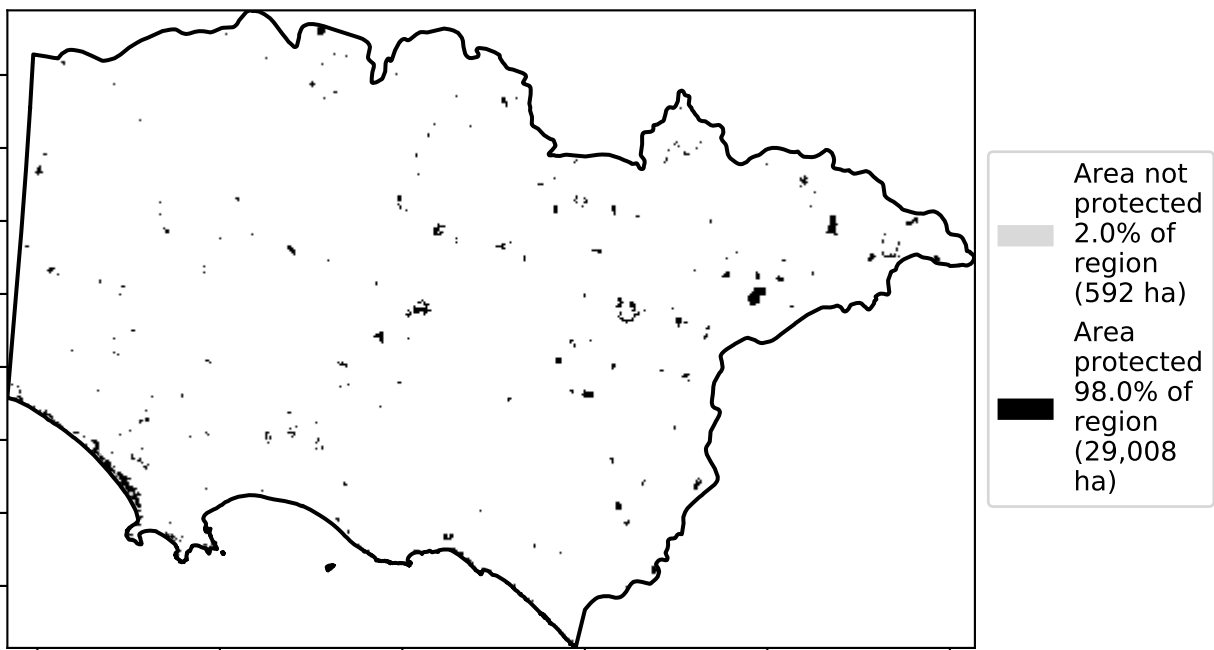 Area not
protected
2.0% of
region
(592 ha)
Area
protected
98.0% of
region
(29,008
ha)